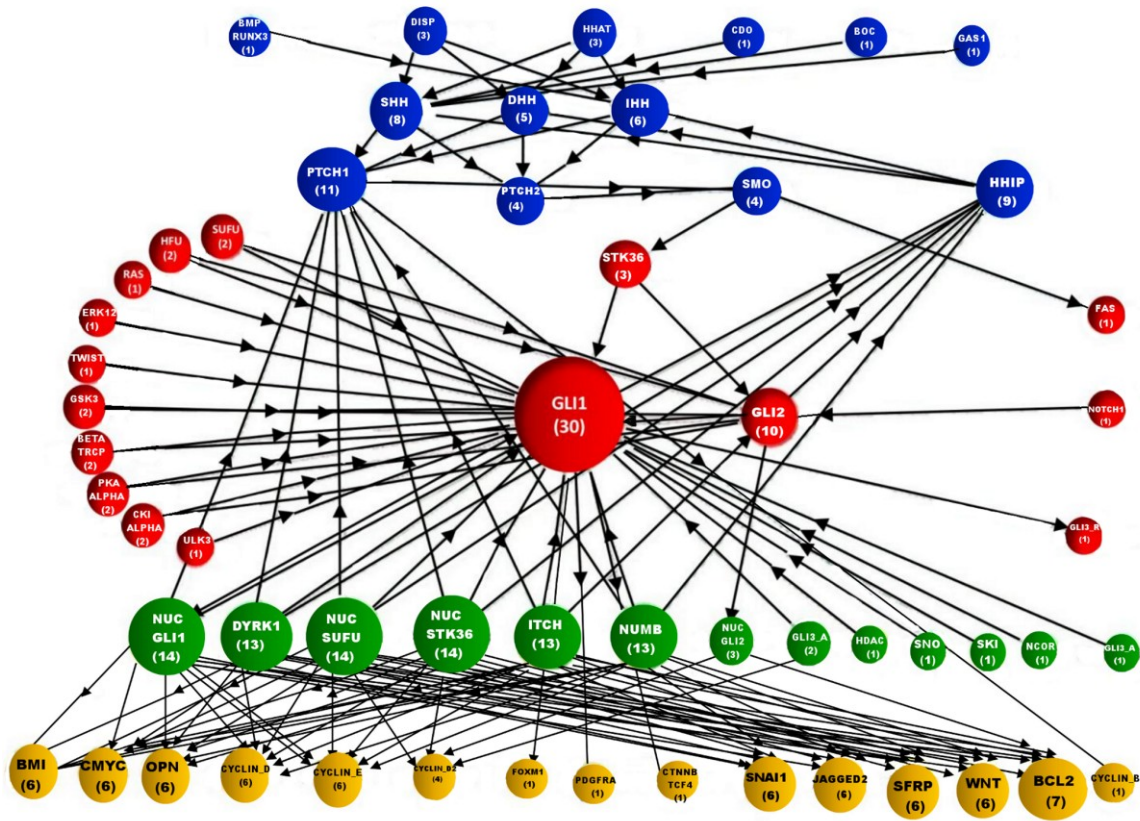 BMP
RUNX3
(1)
DISP
(3)
HHAT
(3)
CDO
(1)
BOC
(1)
GAS1
(1)
SHH
(8)
DHH
(5)
IHH
(6)
PTCH1
(11)
PTCH2
(4)
SMO
(4)
HHIP
(9)
SUFU
(2)
HFU
(2)
RAS
(1)
ERK12
(1)
TWIST
(1)
GSK3
(2)
BETA
TRCP
(2)
PKA
ALPHA
(2)
CKI
ALPHA
(2)
ULK3
(1)
STK36
(3)
GLI1
(30)
GLI2
(10)
FAS
(1)
NOTCH1
(1)
GLI3_R
(1)
NUC
GLI1
(14)
DYRK1
(13)
NUC
SUFU
(14)
NUC
STK36
(14)
ITCH
(13)
NUMB
(13)
NUC
GLI2
(3)
GLI3_A
(2)
HDAC
(1)
SNO
(1)
SKI
(1)
NCOR
(1)
GLI3_A
(1)
BMI
(6)
CMYC
(6)
OPN
(6)
CYCLIN_D
(6)
CYCLIN_E
(6)
CYCLIN_D2
(4)
FOXM1
(1)
PDGFRA
(1)
CTNNB
TCF4
(1)
SNAI1
(6)
JAGGED2
(6)
SFRP
(6)
WNT
(6)
BCL2
(7)
CYCLIN_B
(1)